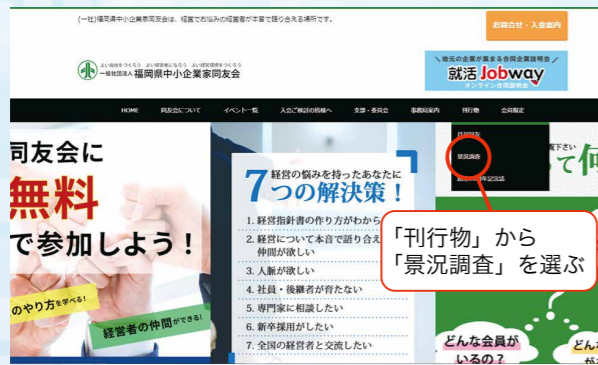 (一社)福岡県中小企業家同友会は、経営でお悩みの経営者が本音で語り合える場所です。
お問合せ・入会案内
よい会社をつくろう よい経営者になろう よい経営環境をつくろう
一般社団法人 福岡県中小企業家同友会
\地元の企業が集まる合同企業説明会/
就活 Jobway
オンライン合同説明会
HOME 同友会について イベント一覧 入会ご検討の皆様へ 支部・委員会 事務局案内 刊行物 会員限定
景況調査
同友会に
無料
で参加しよう!
のやり方を学べる!
経営者の仲間ができる!
経営の悩みを持ったあなたに
7つの解決策!
1. 経営指針書の作り方がわから
2. 経営について本音で語り合え
仲間が欲しい
3. 人脈が欲しい
4. 社員・後継者が育たない
5. 専門家に相談したい
6. 新卒採用がしたい
7. 全国の経営者と交流したい
下さい
って何
「刊行物」から
「景況調査」を選ぶ
どんな会員が
いるの?
どん